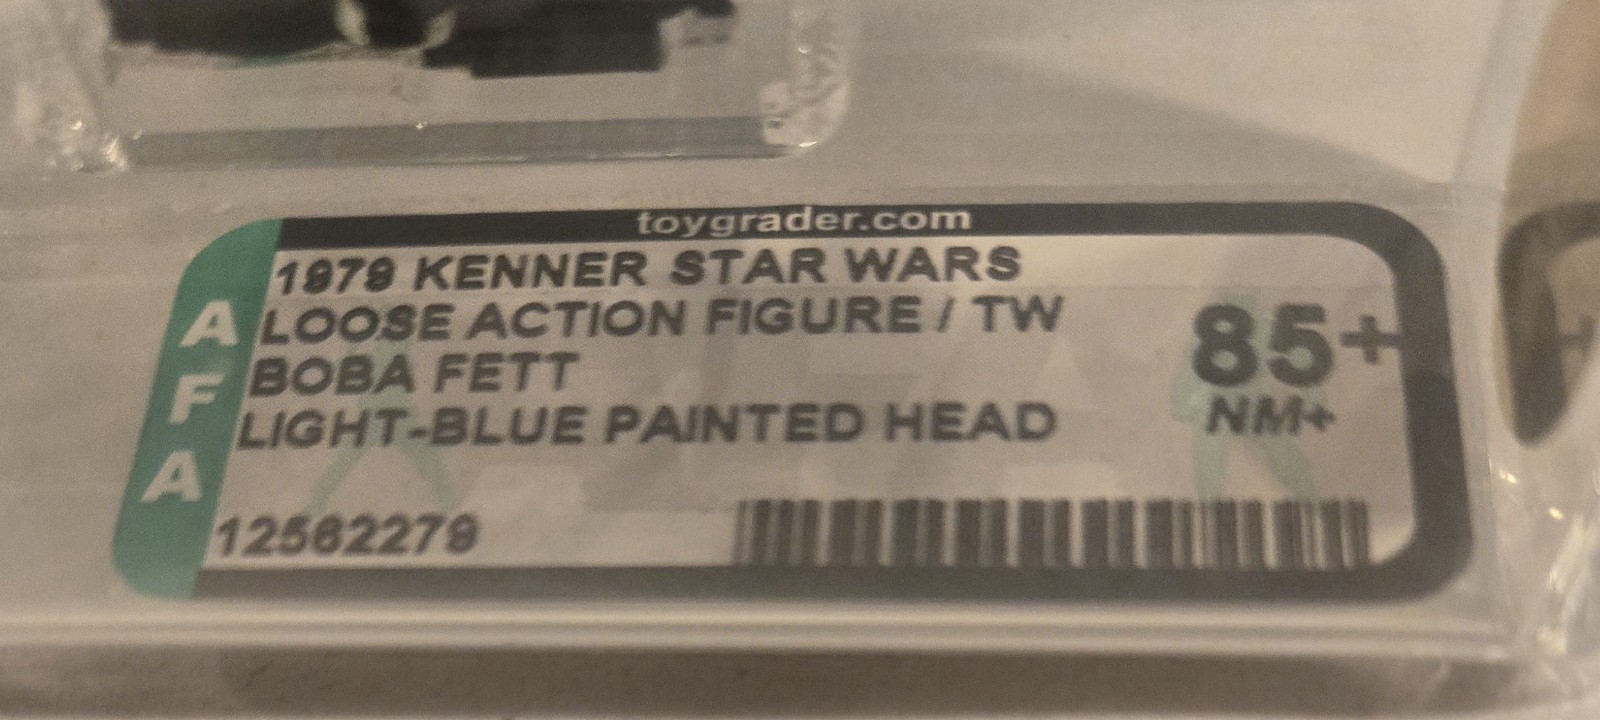 toygrader.com
1979 KENNER STAR WARS
LOOSE ACTION FIGURE / TW
BOBA FETT
LIGHT-BLUE PAINTED HEAD
85+
NM+
AFA
12562279